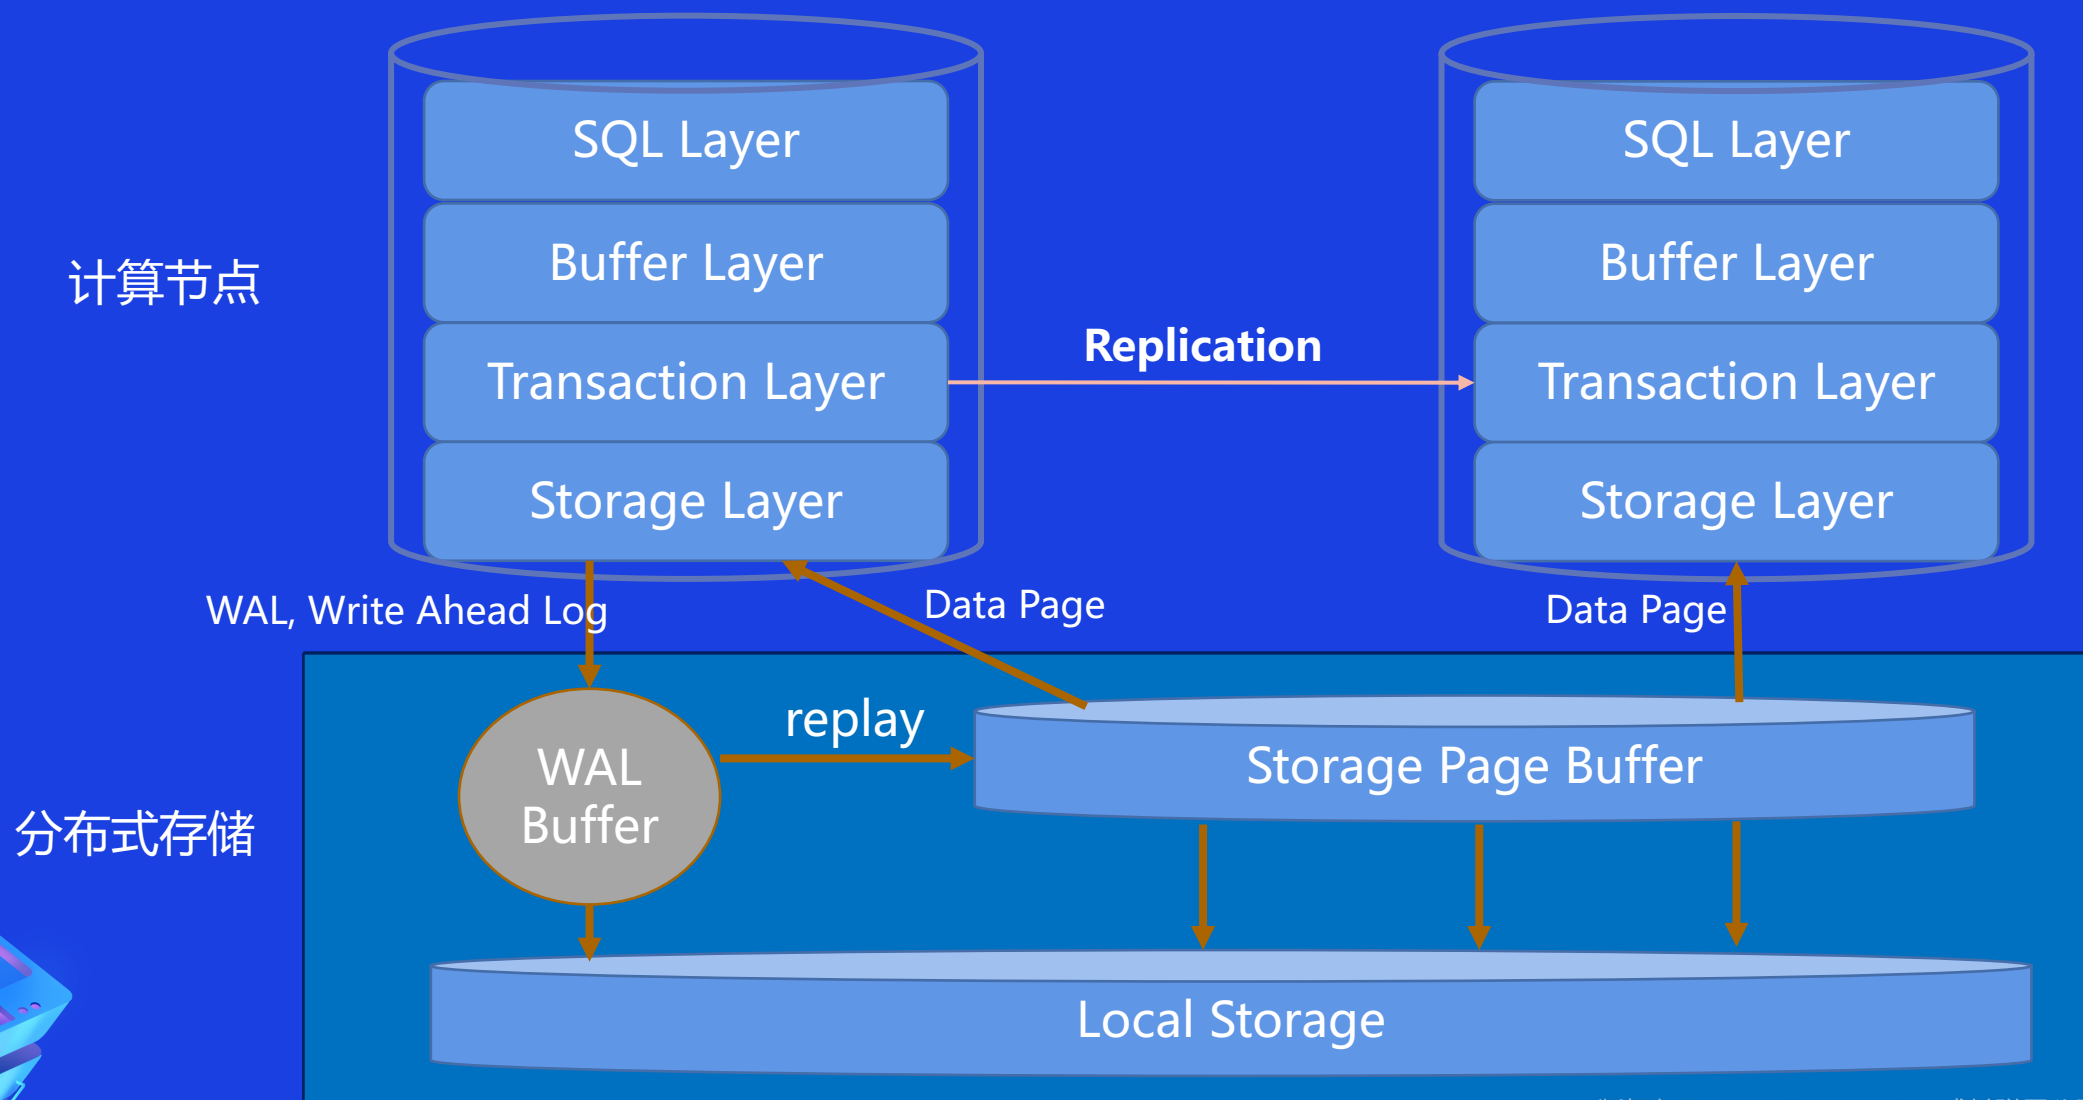 SQL Layer
SQL Layer
Buffer Layer
Buffer Layer
计算节点
Replication
Transaction Layer
Transaction Layer
Storage Layer
Storage Layer
WAL, Write Ahead Log
Data Page
Data Page
replay
WAL
Buffer
Storage Page Buffer
分布式存储
Local Storage